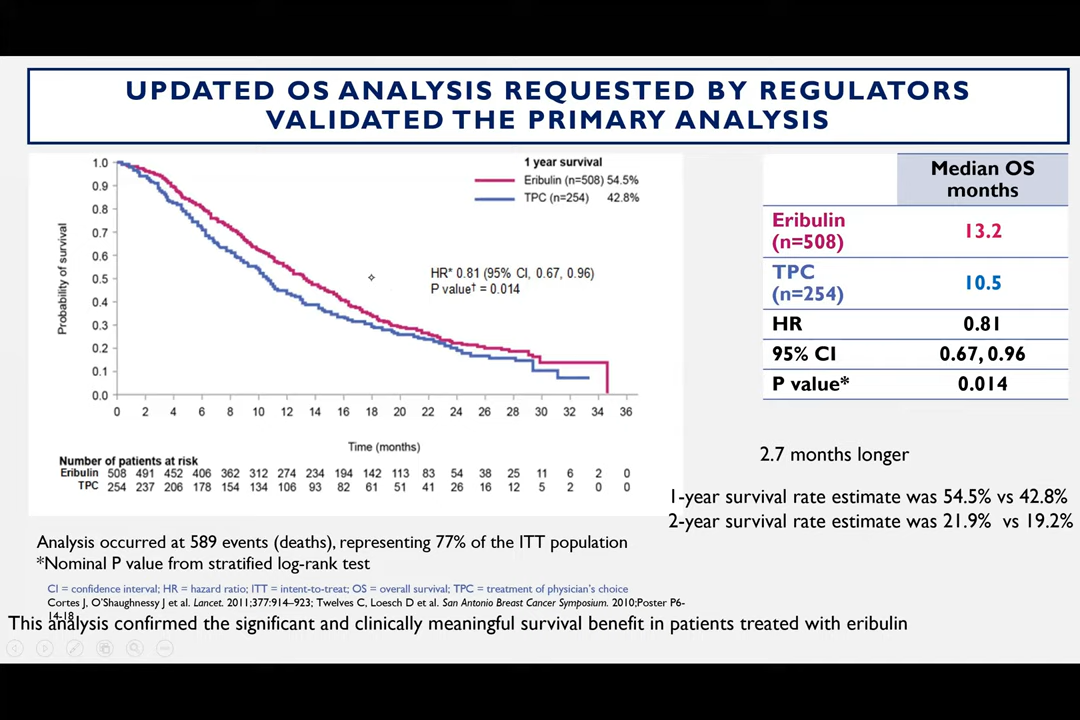 UPDATED OS ANALYSIS REQUESTED BY REGULATORS
VALIDATED THE PRIMARY ANALYSIS
1 year survival
Eribulin (n=508) 54.5%
TPC (n=254) 42.8%
HR* 0.81 (95% CI, 0.67, 0.96)
P value† = 0.014
Probability of survival
1.0
0.9
0.8
0.7
0.6
0.5
0.4
0.3
0.2
0.1
0.0
0 2 4 6 8 10 12 14 16 18 20 22 24 26 28 30 32 34 36
Time (months)
Number of patients at risk
Eribulin 508 491 452 406 362 312 274 234 194 142 113 83 54 38 25 11 6 2 0
TPC 254 237 206 178 154 134 106 93 82 61 51 41 26 16 12 5 2 0 0
Median OS
months
Eribulin
(n=508)
13.2
TPC
(n=254)
10.5
HR 0.81
95% CI 0.67, 0.96
P value* 0.014
2.7 months longer
1-year survival rate estimate was 54.5% vs 42.8%
2-year survival rate estimate was 21.9% vs 19.2%
Analysis occurred at 589 events (deaths), representing 77% of the ITT population
*Nominal P value from stratified log-rank test
CI = confidence interval; HR = hazard ratio; ITT = intent-to-treat; OS = overall survival; TPC = treatment of physician's choice
Cortes J, O'Shaughnessy J et al. Lancet. 2011;377:914–923; Twelves C, Loesch D et al. San Antonio Breast Cancer Symposium. 2010;Poster P6-
14-18
This analysis confirmed the significant and clinically meaningful survival benefit in patients treated with eribulin